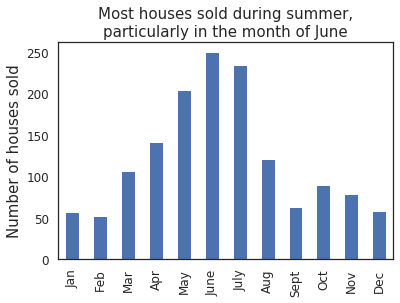 Most houses sold during summer,
particularly in the month of June
Number of houses sold
250
200
150
100
50
0
Jan
Feb
Mar
Apr
May
June
July
Aug
Sept
Oct
Nov
Dec